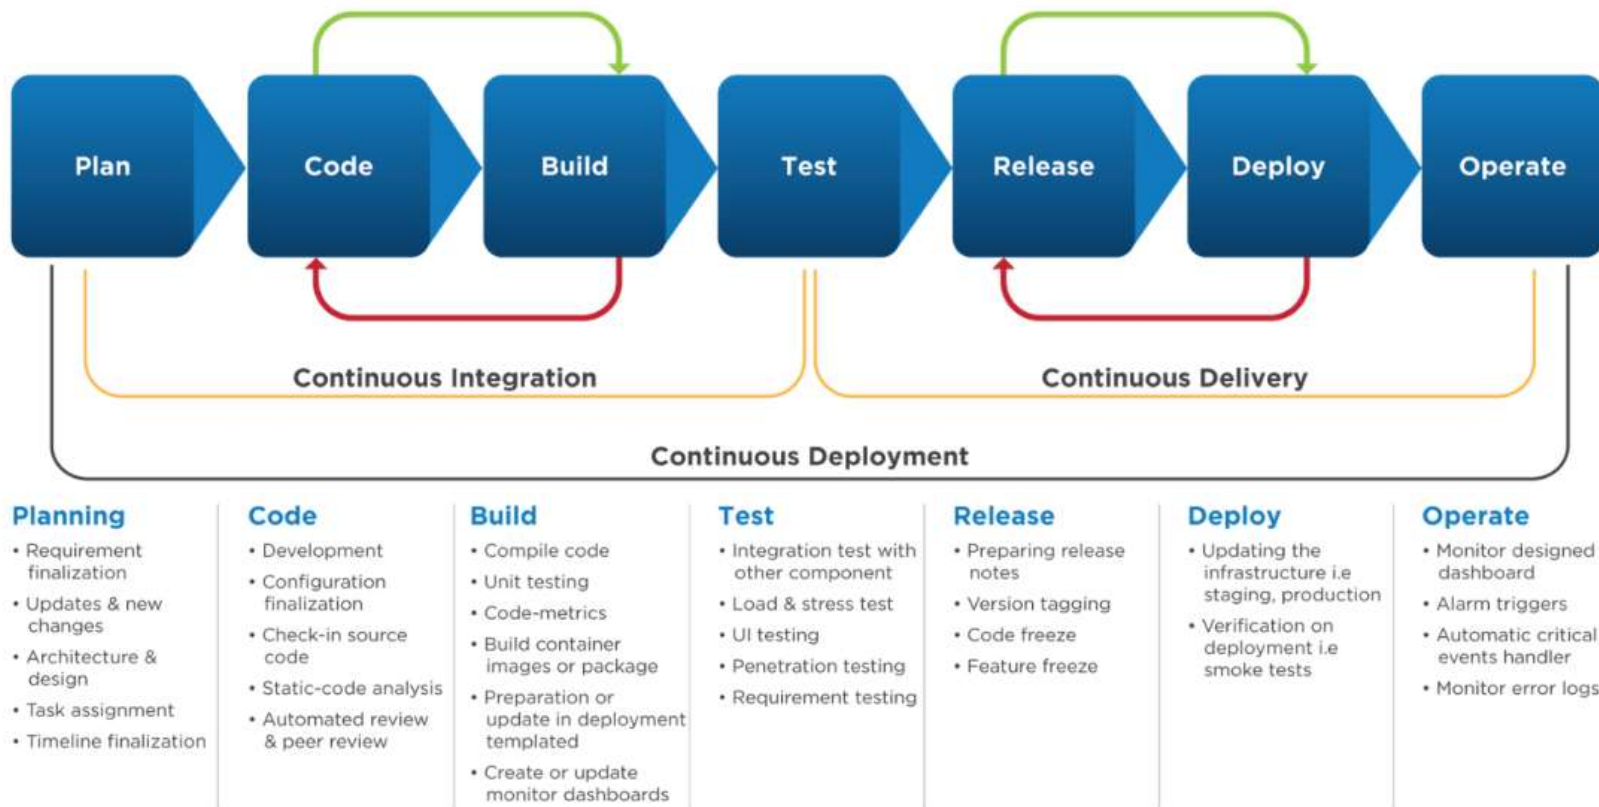 Plan
Code
Build
Test
Release
Deploy
Operate
Continuous Integration
Continuous Delivery
Continuous Deployment
Planning
• Requirement
finalization
• Updates & new
changes
• Architecture &
design
• Task assignment
• Timeline finalization
Code
• Development
• Configuration
finalization
• Check-in source
code
• Static-code analysis
• Automated review
& peer review
Build
• Compile code
• Unit testing
• Code-metrics
• Build container
images or package
• Preparation or
update in deployment
templated
• Create or update
monitor dashboards
Test
• Integration test with
other component
• Load & stress test
• UI testing
• Penetration testing
• Requirement testing
Release
• Preparing release
notes
• Version tagging
• Code freeze
• Feature freeze
Deploy
• Updating the
infrastructure i.e
staging, production
• Verification on
deployment i.e
smoke tests
Operate
• Monitor designed
dashboard
• Alarm triggers
• Automatic critical
events handler
• Monitor error logs